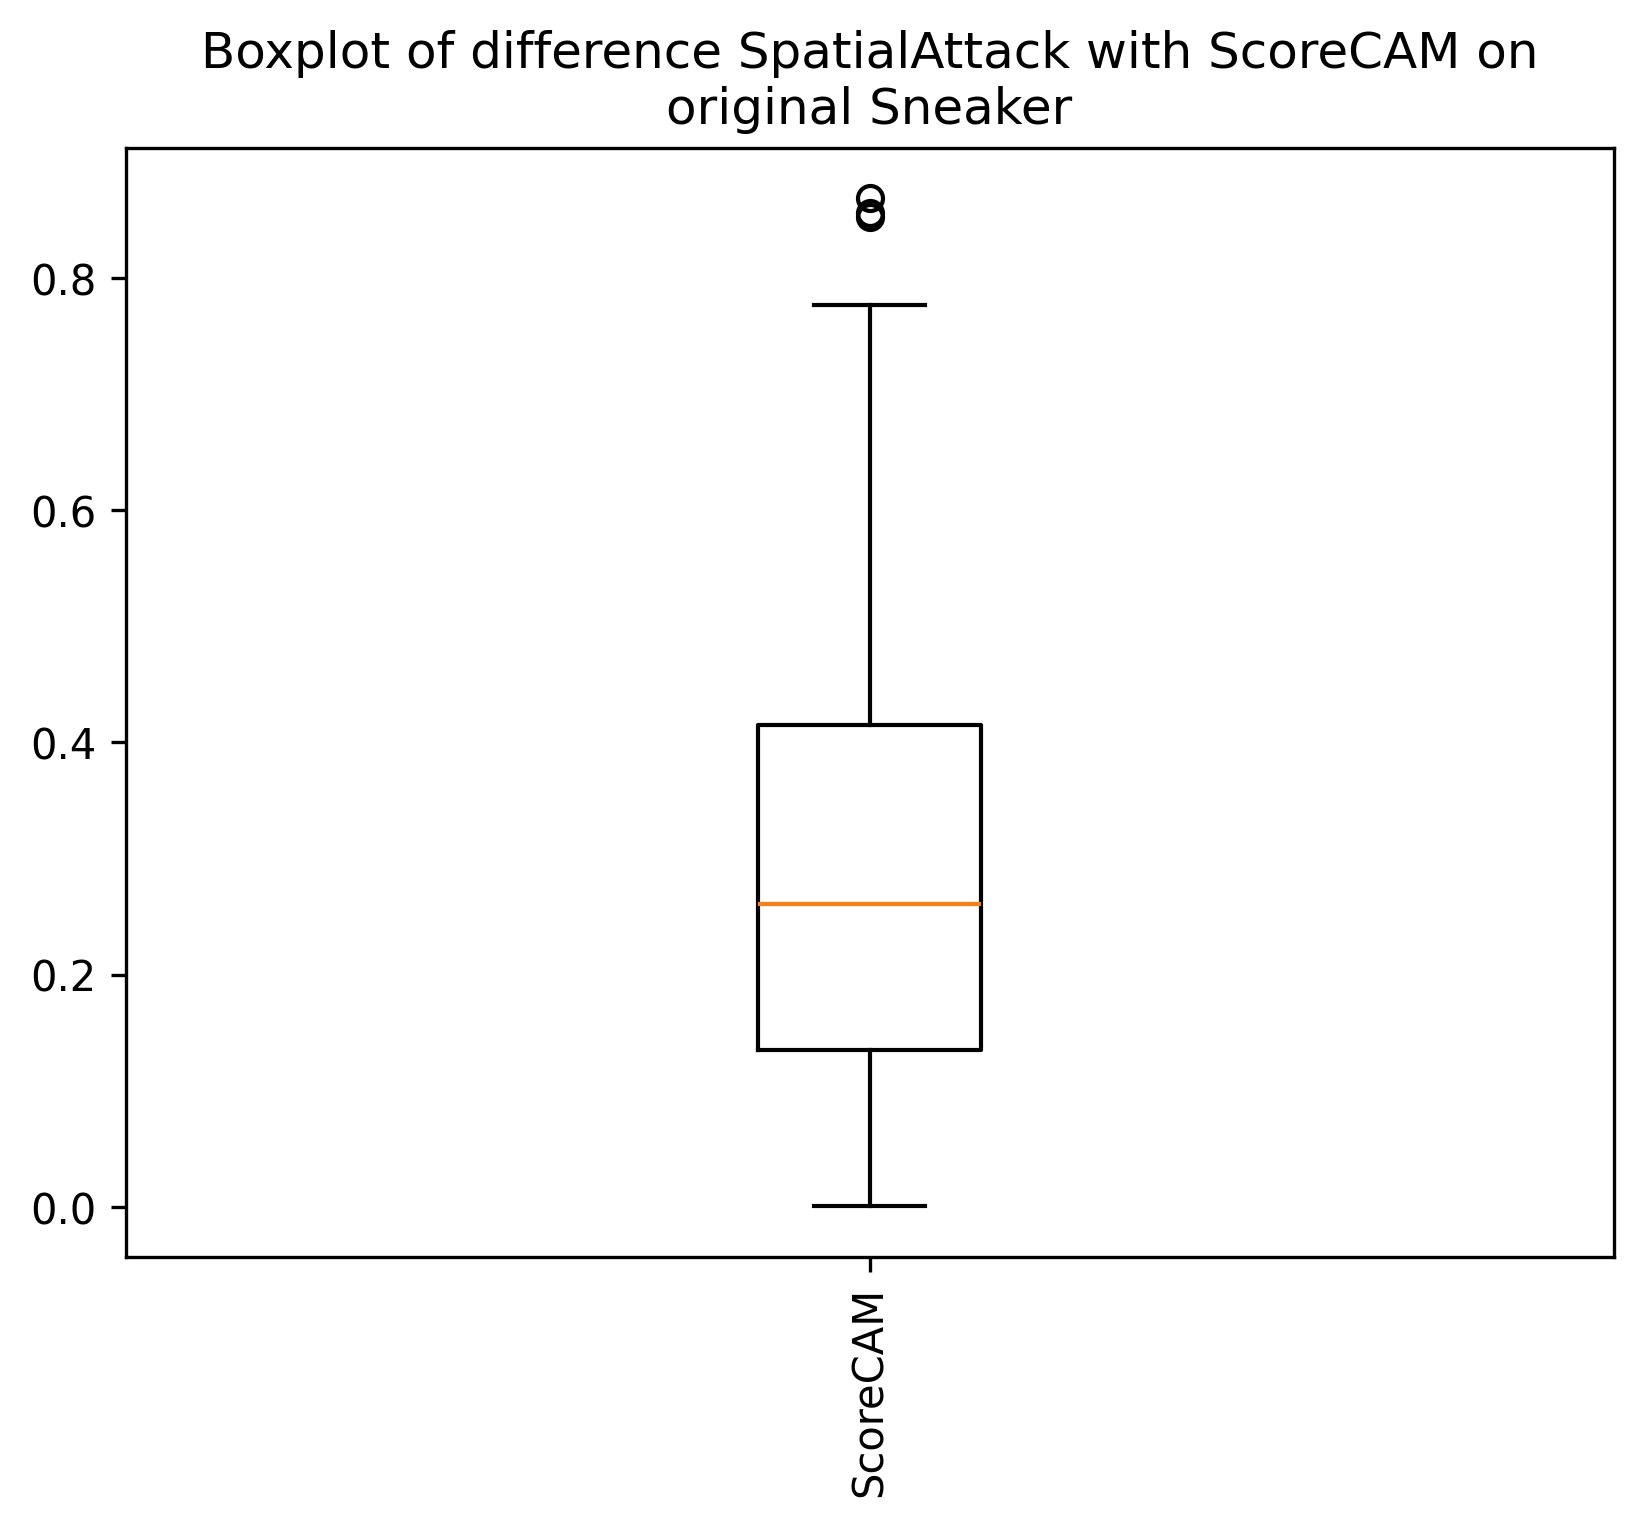 Boxplot of difference SpatialAttack with ScoreCAM on
original Sneaker
0.8
0.6
0.4
0.2
0.0
ScoreCAM